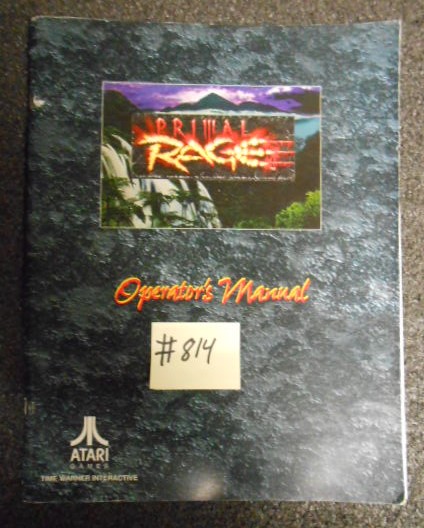 PRIMAL
RAGE
Operator's Manual
#814
ATARI
GAMES
TIME WARNER INTERACTIVE